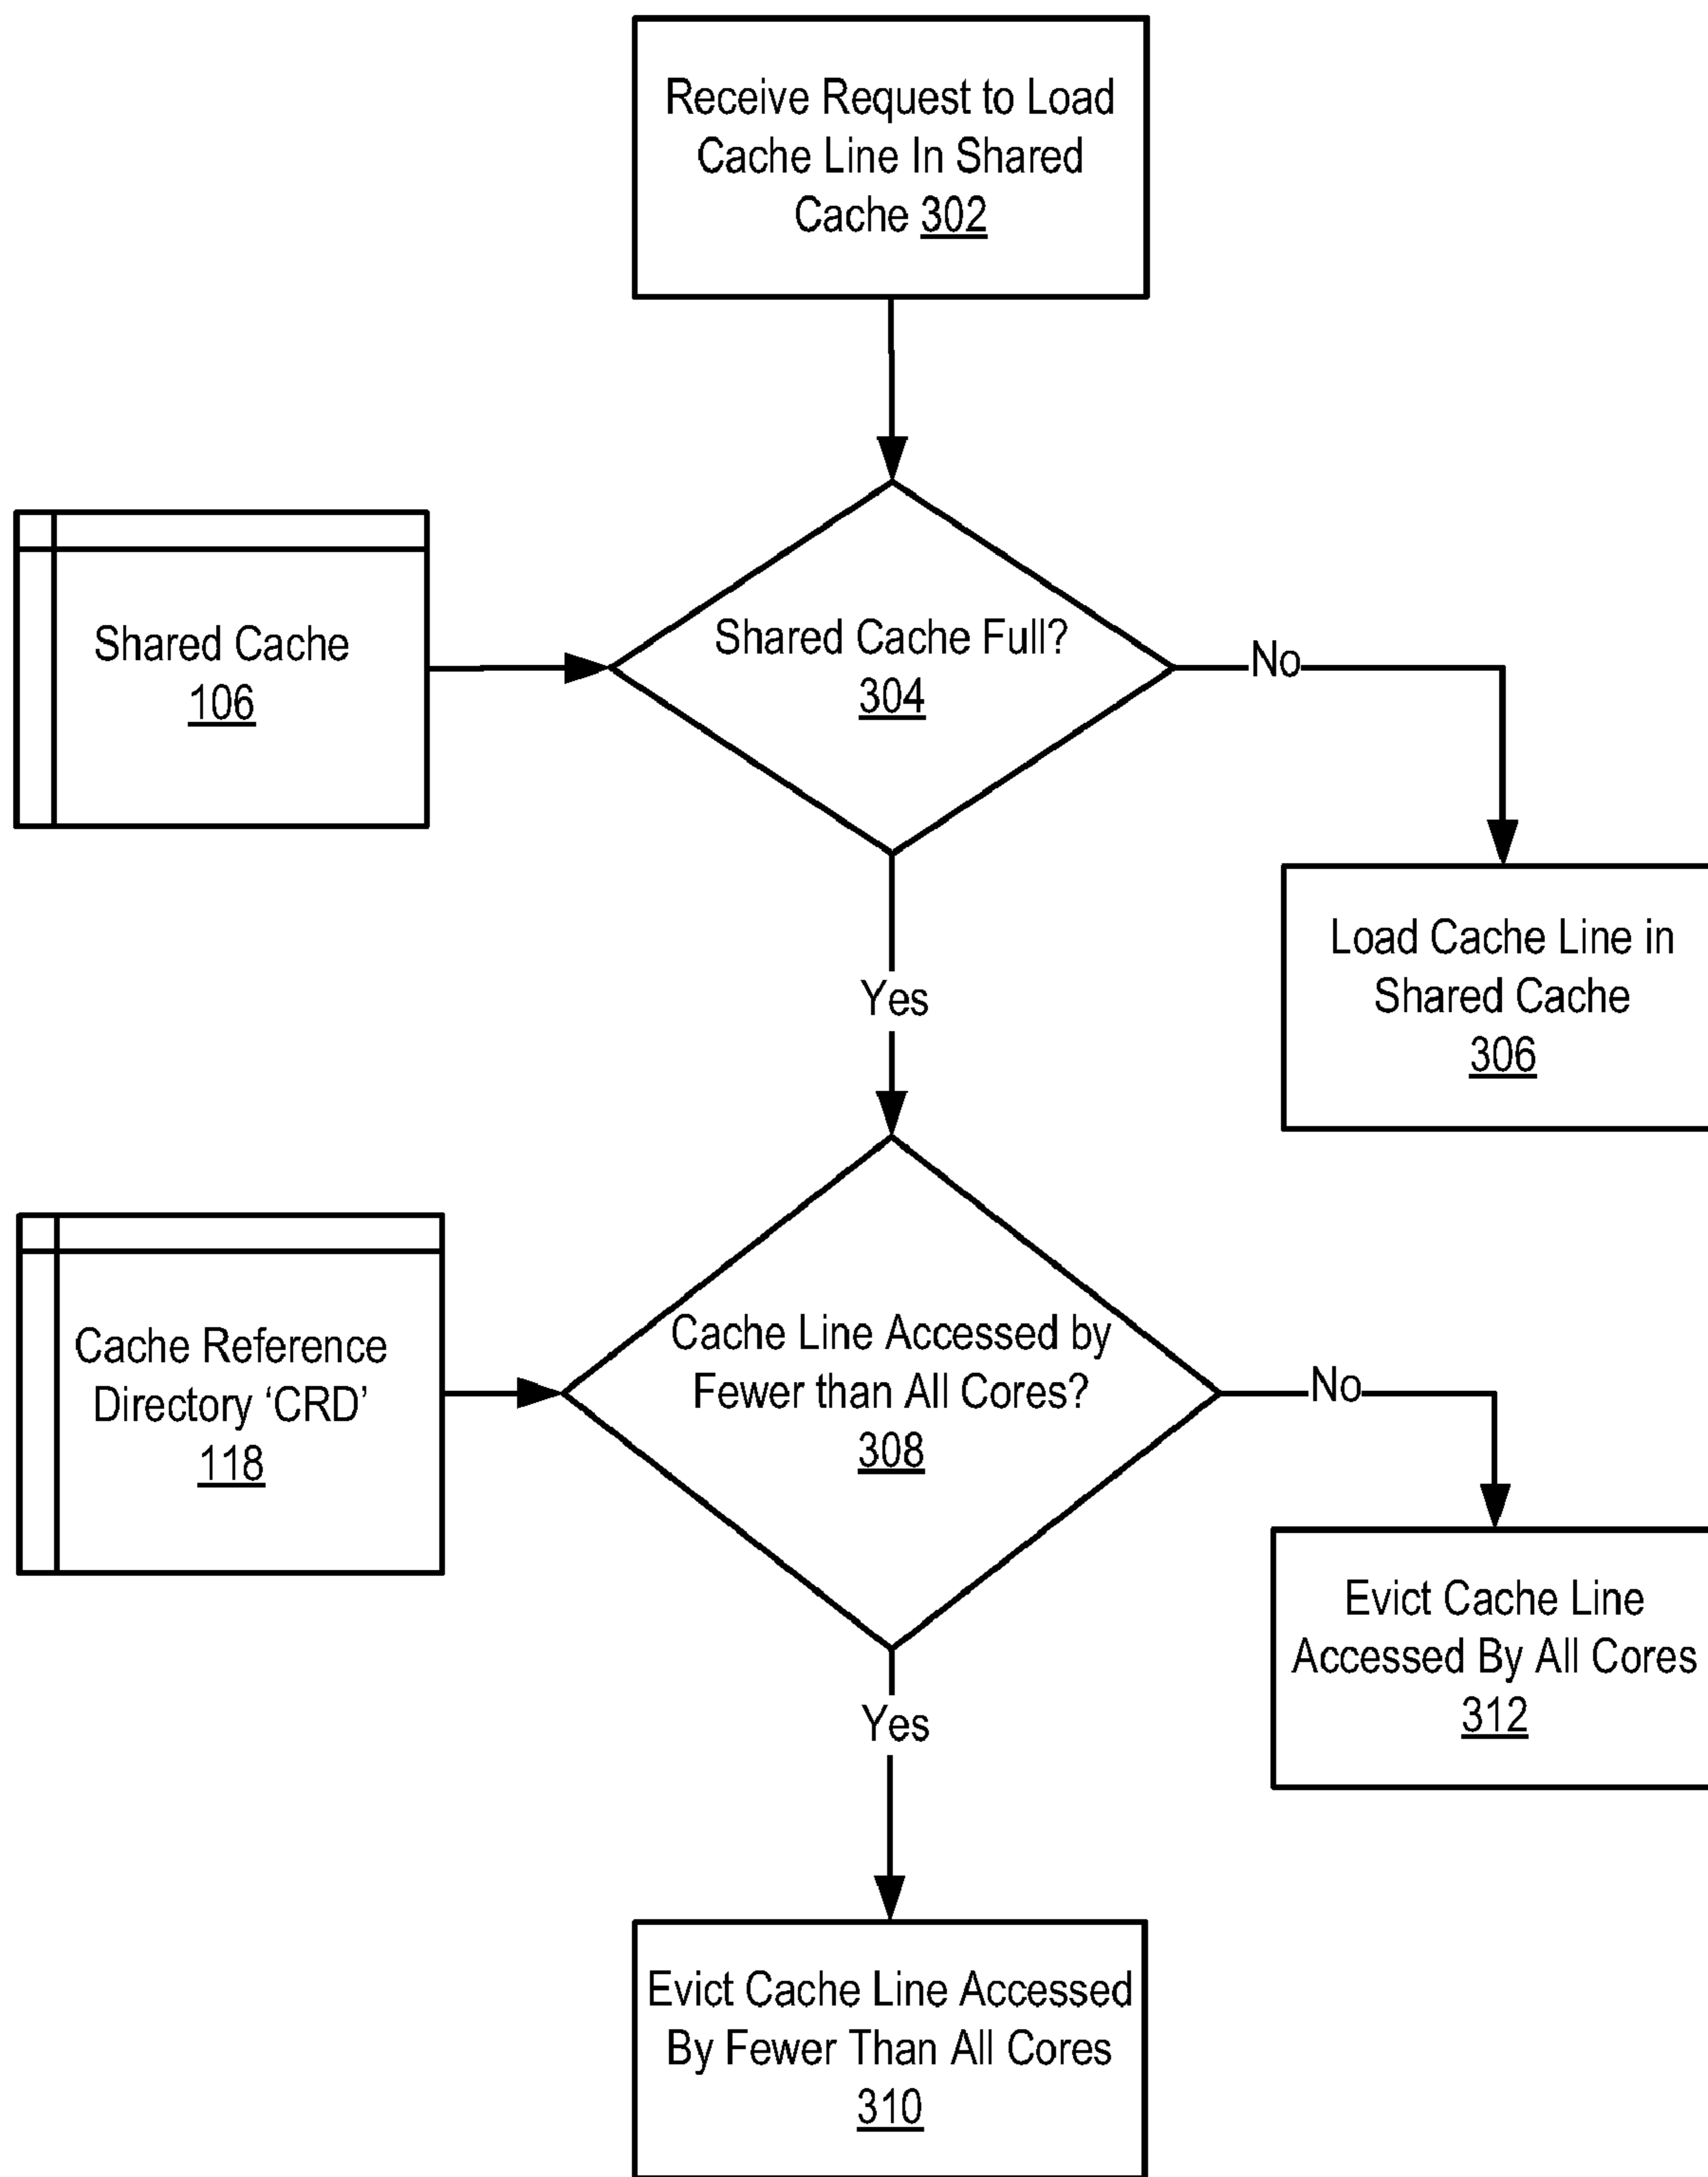 Receive Request to Load
Cache Line In Shared
Cache 302
Shared Cache
106
Shared Cache Full?
304
No
Load Cache Line in
Shared Cache
306
Yes
Cache Reference
Directory ‘CRD’
118
Cache Line Accessed by
Fewer than All Cores?
308
No
Evict Cache Line
Accessed By All Cores
312
Yes
Evict Cache Line Accessed
By Fewer Than All Cores
310